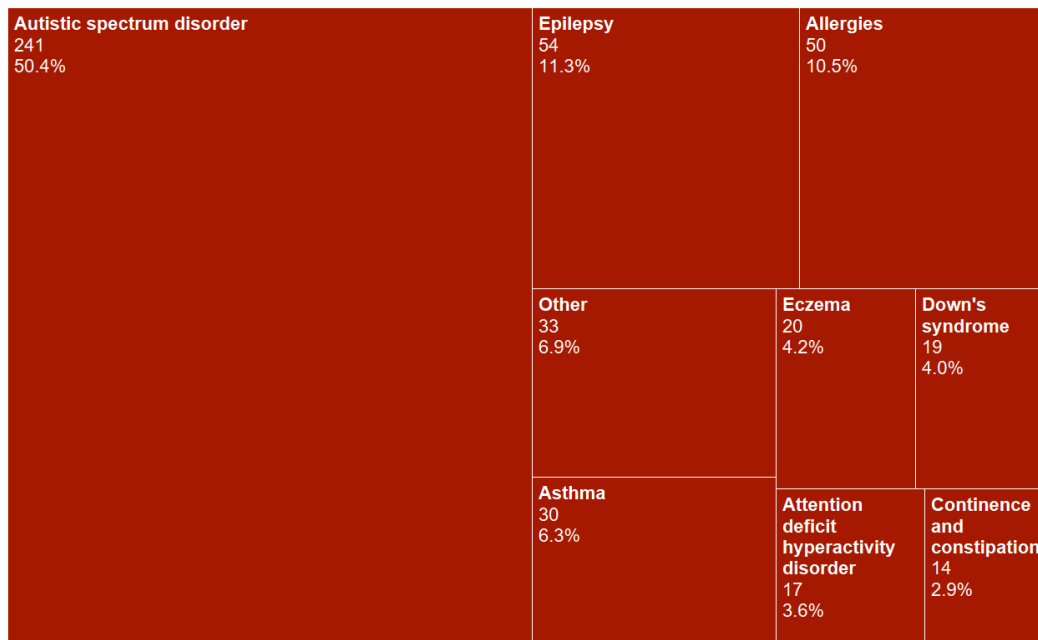 Autistic spectrum disorder
241
50.4%
Epilepsy
54
11.3%
Allergies
50
10.5%
Other
33
6.9%
Eczema
20
4.2%
Down's
syndrome
19
4.0%
Asthma
30
6.3%
Attention
deficit
hyperactivity
disorder
17
3.6%
Continence
and
constipation
14
2.9%